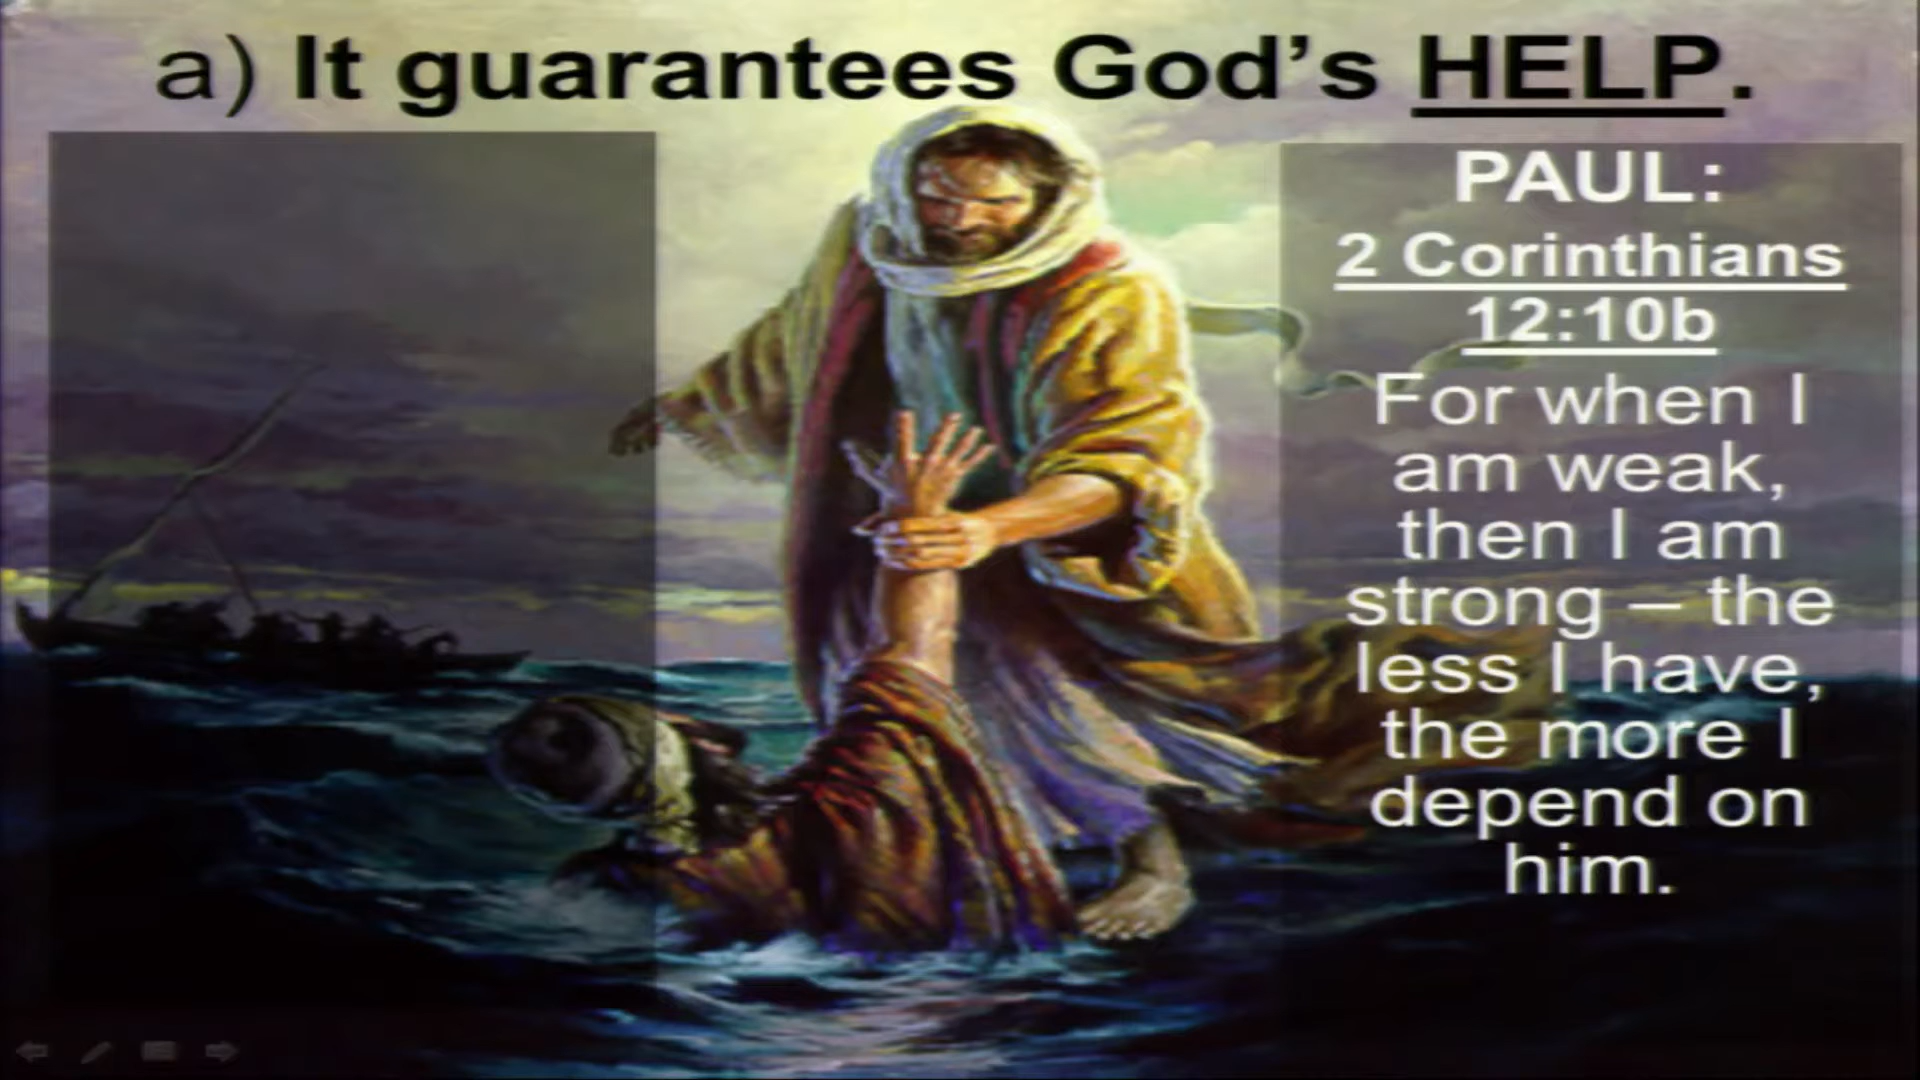 a) It guarantees God’s HELP.
PAUL:
2 Corinthians
12:10b
For when I
am weak,
then I am
strong – the
less I have,
the more I
depend on
him.